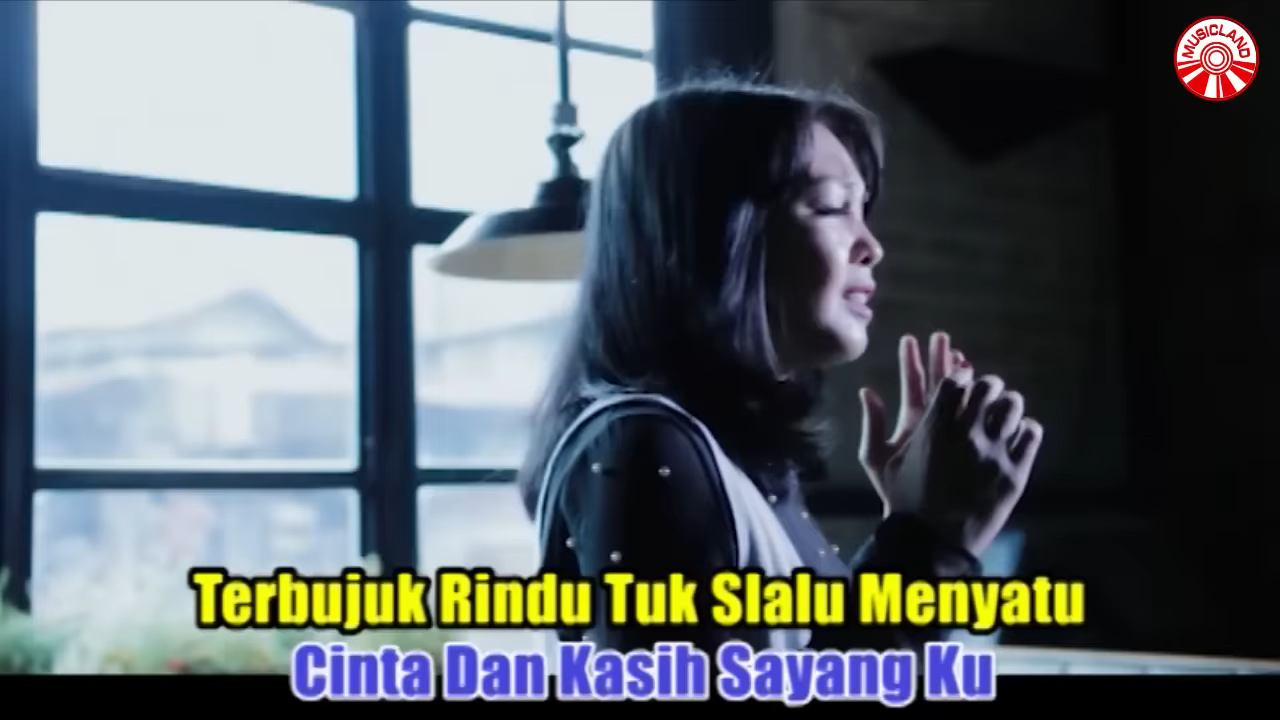 MUSICLAND
Terbujuk Rindu Tuk Slalu Menyatu
Cinta Dan Kasih Sayang Ku